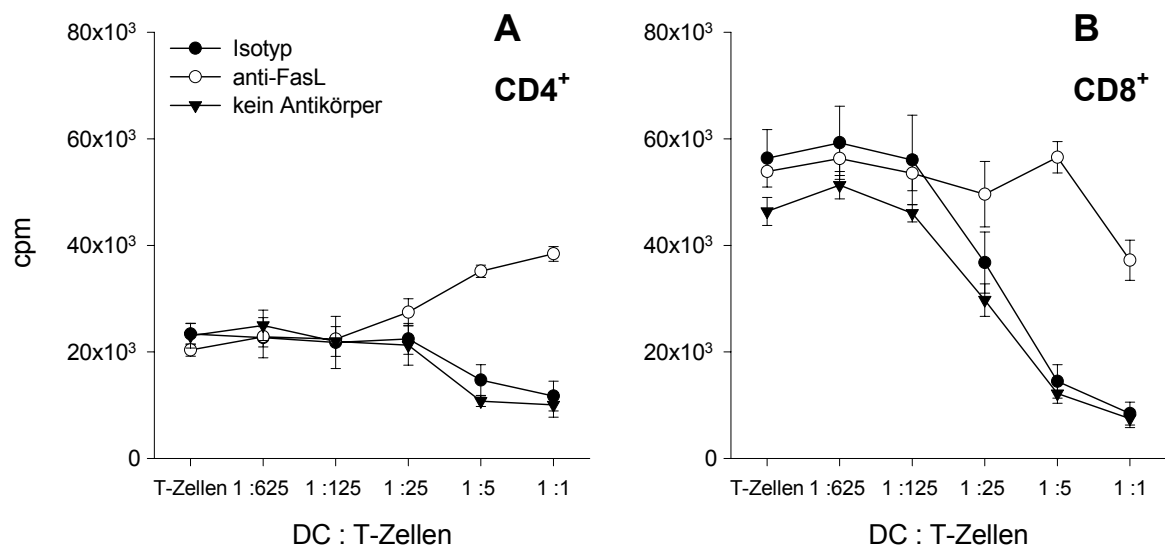 A
CD4⁺
80x10³
60x10³
40x10³
20x10³
0
cpm
Isotyp
anti-FasL
kein Antikörper
T-Zellen 1 :625 1 :125 1 :25 1 :5 1 :1
DC : T-Zellen
B
CD8⁺
80x10³
60x10³
40x10³
20x10³
0
T-Zellen 1 :625 1 :125 1 :25 1 :5 1 :1
DC : T-Zellen